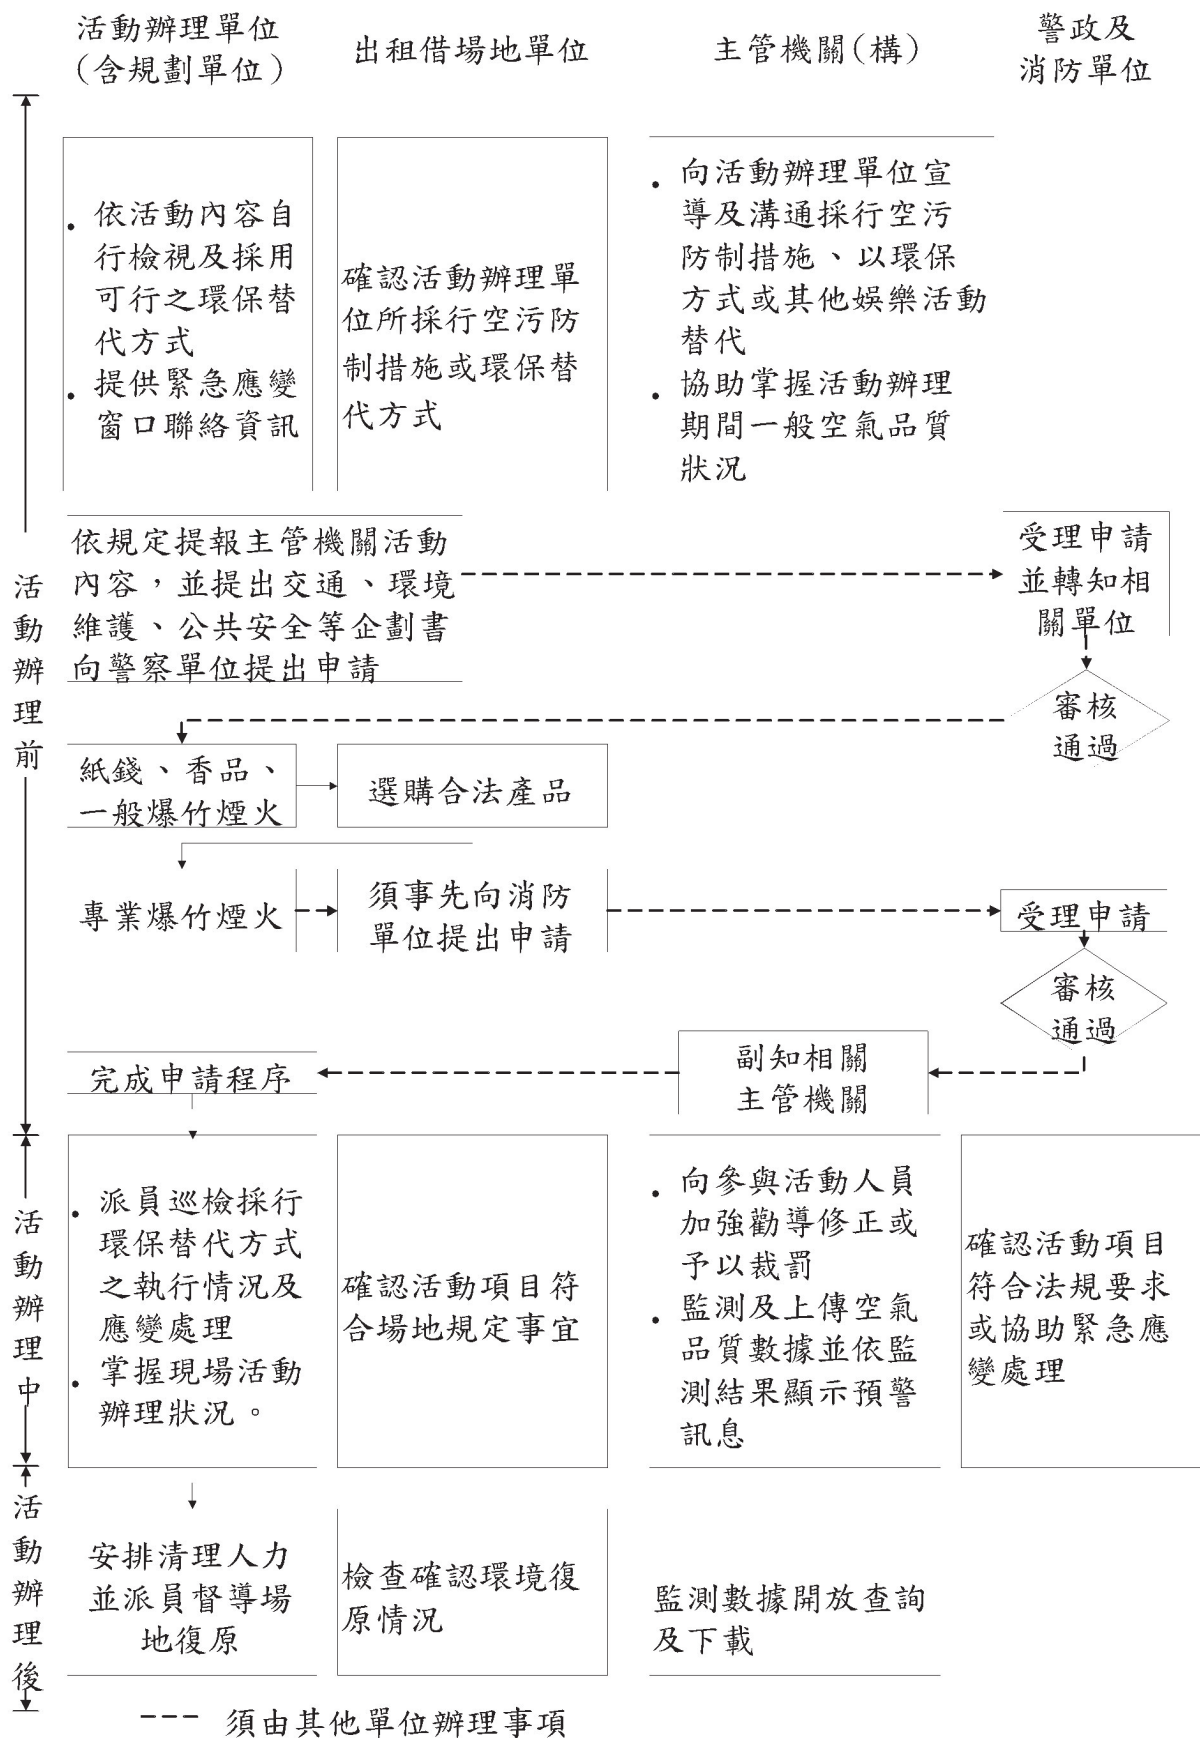 活動辦理單位
(含規劃單位)
出租借場地單位
主管機關(構)
警政及
消防單位
活動辦理前
• 依活動內容自
行檢視及採用
可行之環保替
代方式
• 提供緊急應變
窗口聯絡資訊
確認活動辦理單
位所採行空污防
制措施或環保替
代方式
• 向活動辦理單位宣
導及溝通採行空污
防制措施、以環保
方式或其他娛樂活動
替代
• 協助掌握活動辦理
期間一般空氣品質
狀況
依規定提報主管機關活動
內容，並提出交通、環境
維護、公共安全等企劃書
向警察單位提出申請
受理申請
並轉知相
關單位
審核
通過
紙錢、香品、
一般爆竹煙火
選購合法產品
專業爆竹煙火
須事先向消防
單位提出申請
受理申請
審核
通過
副知相關
主管機關
完成申請程序
活動辦理中
• 派員巡檢採行
環保替代方式
之執行情況及
應變處理
• 掌握現場活動
辦理狀況。
確認活動項目符
合場地規定事宜
• 向參與活動人員
加強勸導修正或
予以裁罰
• 監測及上傳空氣
品質數據並依監
測結果顯示預警
訊息
確認活動項目
符合法規要求
或協助緊急應
變處理
活動辦理後
安排清理人力
並派員督導場
地復原
檢查確認環境復
原情況
監測數據開放查詢
及下載
--- 須由其他單位辦理事項